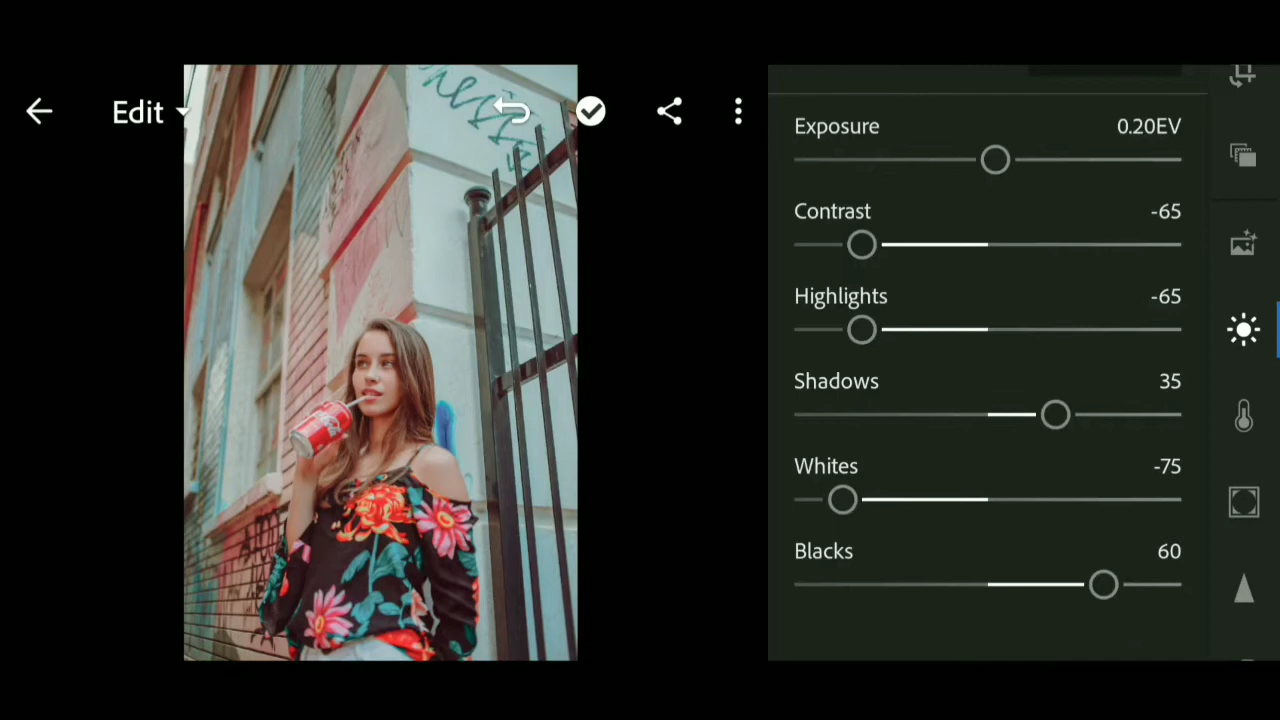 Edit
Exposure 0.20EV
Contrast -65
Highlights -65
Shadows 35
Whites -75
Blacks 60